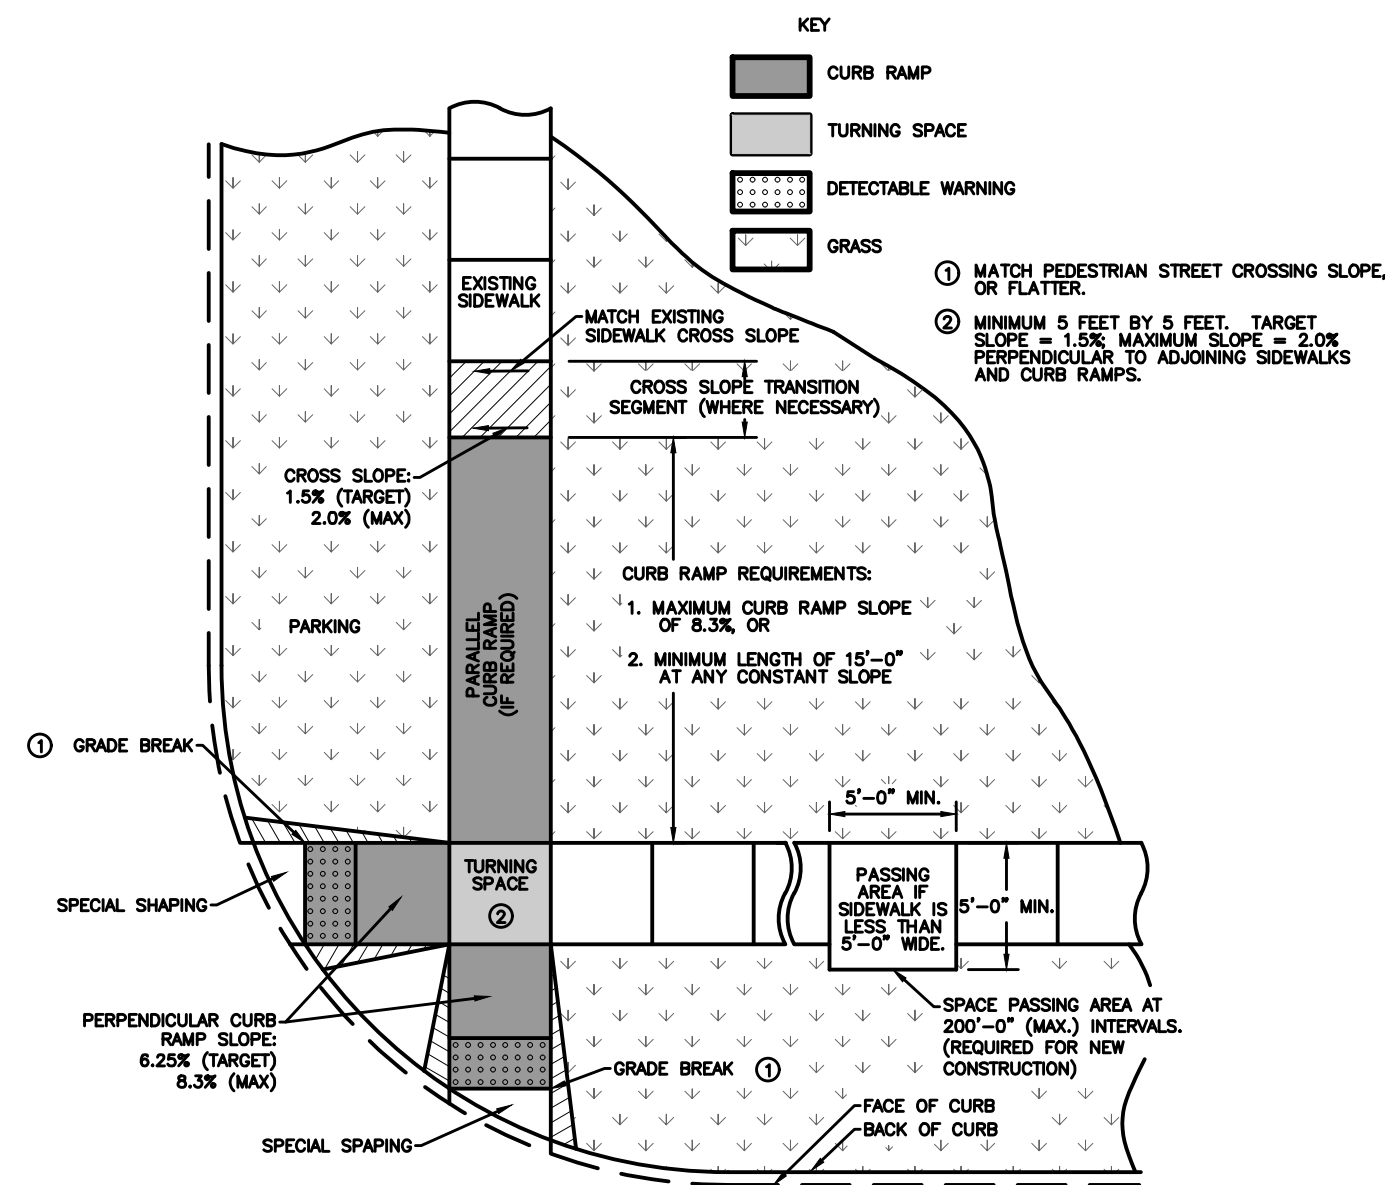 KEY
CURB RAMP
TURNING SPACE
DETECTABLE WARNING
GRASS
① MATCH PEDESTRIAN STREET CROSSING SLOPE,
OR FLATTER.
② MINIMUM 5 FEET BY 5 FEET. TARGET
SLOPE = 1.5%; MAXIMUM SLOPE = 2.0%
PERPENDICULAR TO ADJOINING SIDEWALKS
AND CURB RAMPS.
EXISTING
SIDEWALK
MATCH EXISTING
SIDEWALK CROSS SLOPE
CROSS SLOPE TRANSITION
SEGMENT (WHERE NECESSARY)
CROSS SLOPE:
1.5% (TARGET)
2.0% (MAX)
CURB RAMP REQUIREMENTS:
1. MAXIMUM CURB RAMP SLOPE
OF 8.3%, OR
2. MINIMUM LENGTH OF 15'-0"
AT ANY CONSTANT SLOPE
PARKING
PARALLEL
CURB RAMP
(IF REQUIRED)
① GRADE BREAK
5'-0" MIN.
TURNING
SPACE
②
PASSING
AREA IF
SIDEWALK IS
LESS THAN
5'-0" WIDE.
5'-0" MIN.
SPECIAL SHAPING
PERPENDICULAR CURB
RAMP SLOPE:
6.25% (TARGET)
8.3% (MAX)
SPACE PASSING AREA AT
200'-0" (MAX.) INTERVALS.
(REQUIRED FOR NEW
CONSTRUCTION)
GRADE BREAK ①
FACE OF CURB
BACK OF CURB
SPECIAL SPAPING